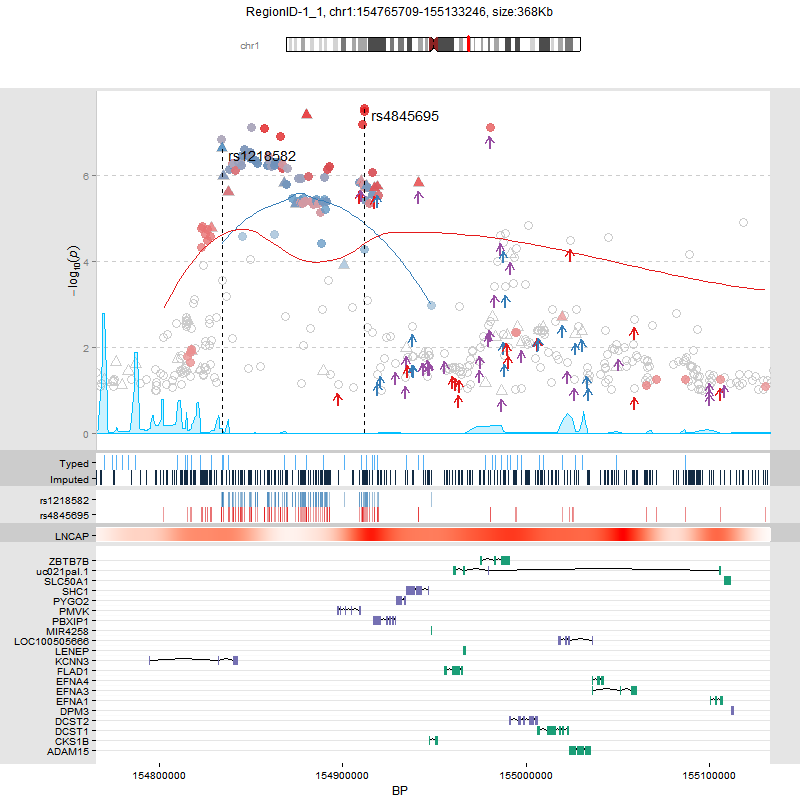 RegionID-1_1, chr1:154765709-155133246, size:368Kb
chr1
rs4845695
rs1218582
6
4
2
0
−log10(p)
Typed
Imputed
rs1218582
rs4845695
LNCAP
ZBTB7B
uc021pal.1
SLC50A1
SHC1
PYGO2
PMVK
PBXIP1
MIR4258
LOC100505666
LENEP
KCNN3
FLAD1
EFNA4
EFNA3
EFNA1
DPM3
DCST2
DCST1
CKS1B
ADAM15
154800000 154900000 155000000 155100000
BP